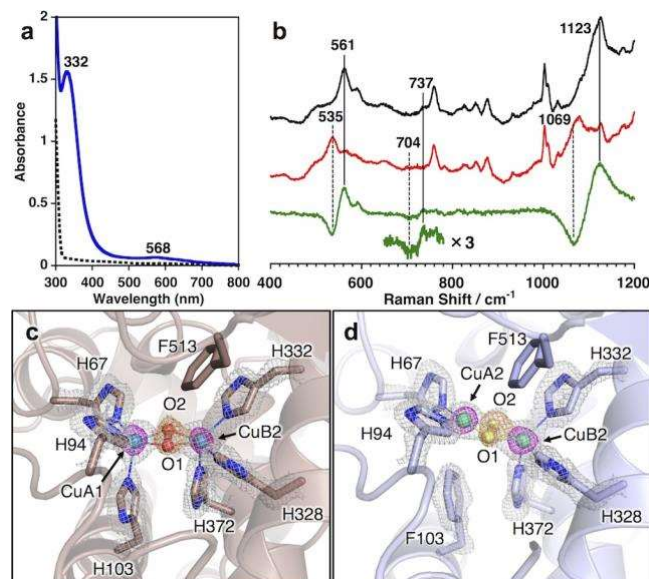 a
2
1.5
1
0.5
0
332
568
300 400 500 600 700 800
Absorbance
Wavelength (nm)
b
561
535
737
704
1123
1069
×3
400 600 800 1000 1200
Raman Shift / cm⁻¹
c
F513
H67
H332
O2
H94
CuB2
O1
CuA1
H372
H328
H103
d
F513
H67
CuA2
H332
O2
H94
CuB2
O1
F103
H372
H328